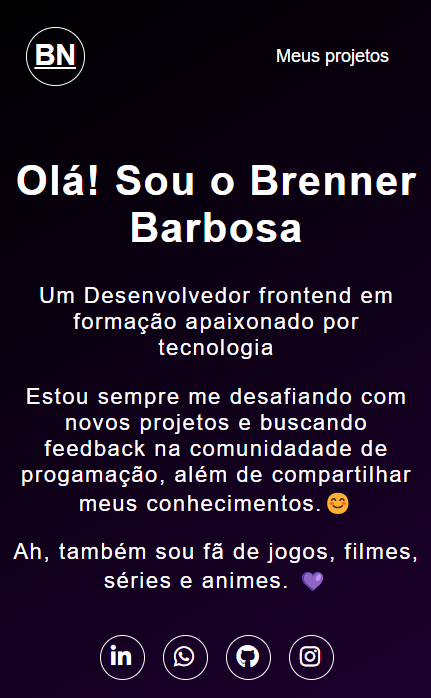 BN
Meus projetos
Olá! Sou o Brenner
Barbosa
Um Desenvolvedor frontend em
formação apaixonado por
tecnologia
Estou sempre me desafiando com
novos projetos e buscando
feedback na comunidadade de
progamação, além de compartilhar
meus conhecimentos.😊
Ah, também sou fã de jogos, filmes,
séries e animes. 💜
in